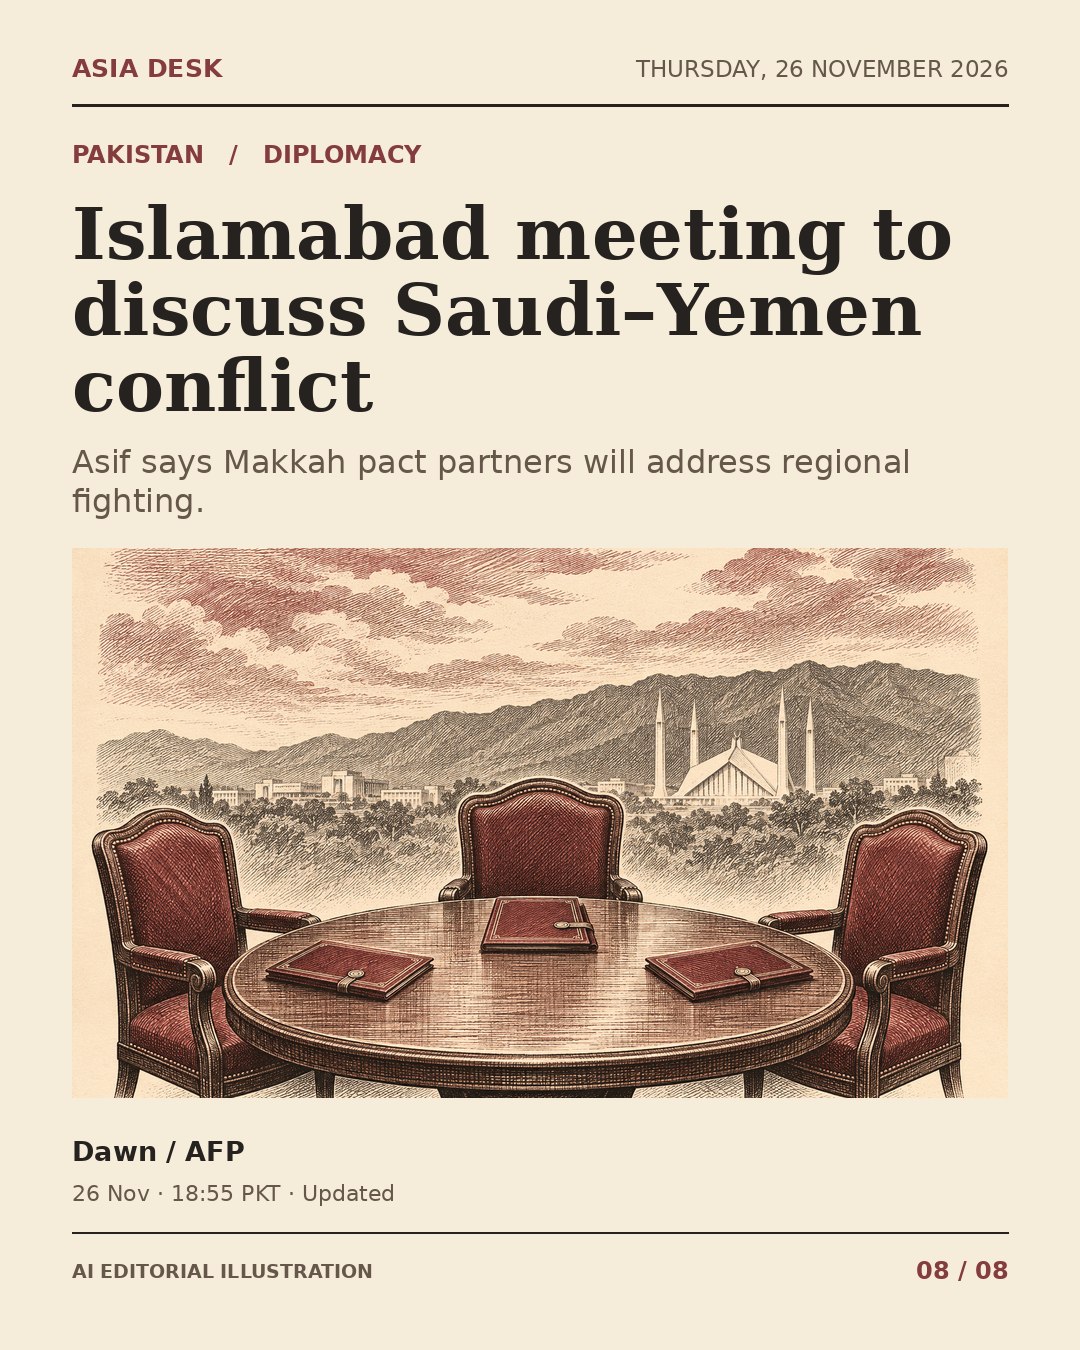 ASIA DESK
THURSDAY, 26 NOVEMBER 2026
PAKISTAN / DIPLOMACY
Islamabad meeting to
discuss Saudi–Yemen
conflict
Asif says Makkah pact partners will address regional
fighting.
Dawn / AFP
26 Nov · 18:55 PKT · Updated
AI EDITORIAL ILLUSTRATION
08 / 08